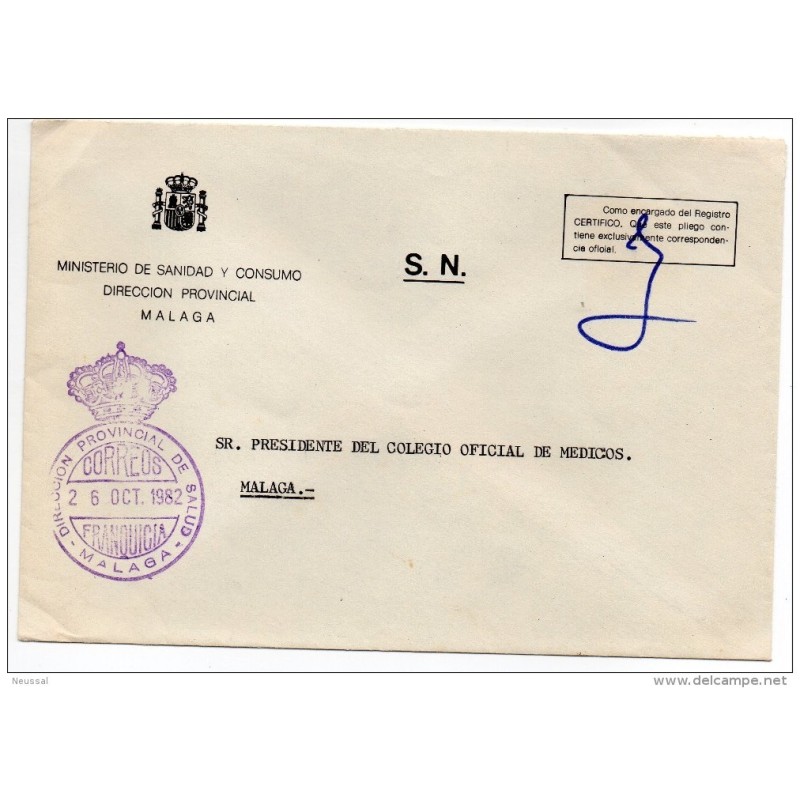 Como encargado del Registro
CERTIFICO. Que este pliego con-
tiene exclusivamente corresponden-
cia oficial.
S. N.
MINISTERIO DE SANIDAD Y CONSUMO
DIRECCION PROVINCIAL
MALAGA
DIRECCION PROVINCIAL DE SALUD
CORREOS
2 6 OCT. 1982
FRANQUICIA
- MALAGA -
SR. PRESIDENTE DEL COLEGIO OFICIAL DE MEDICOS.
MALAGA.-
Neussal
www.delcampe.net